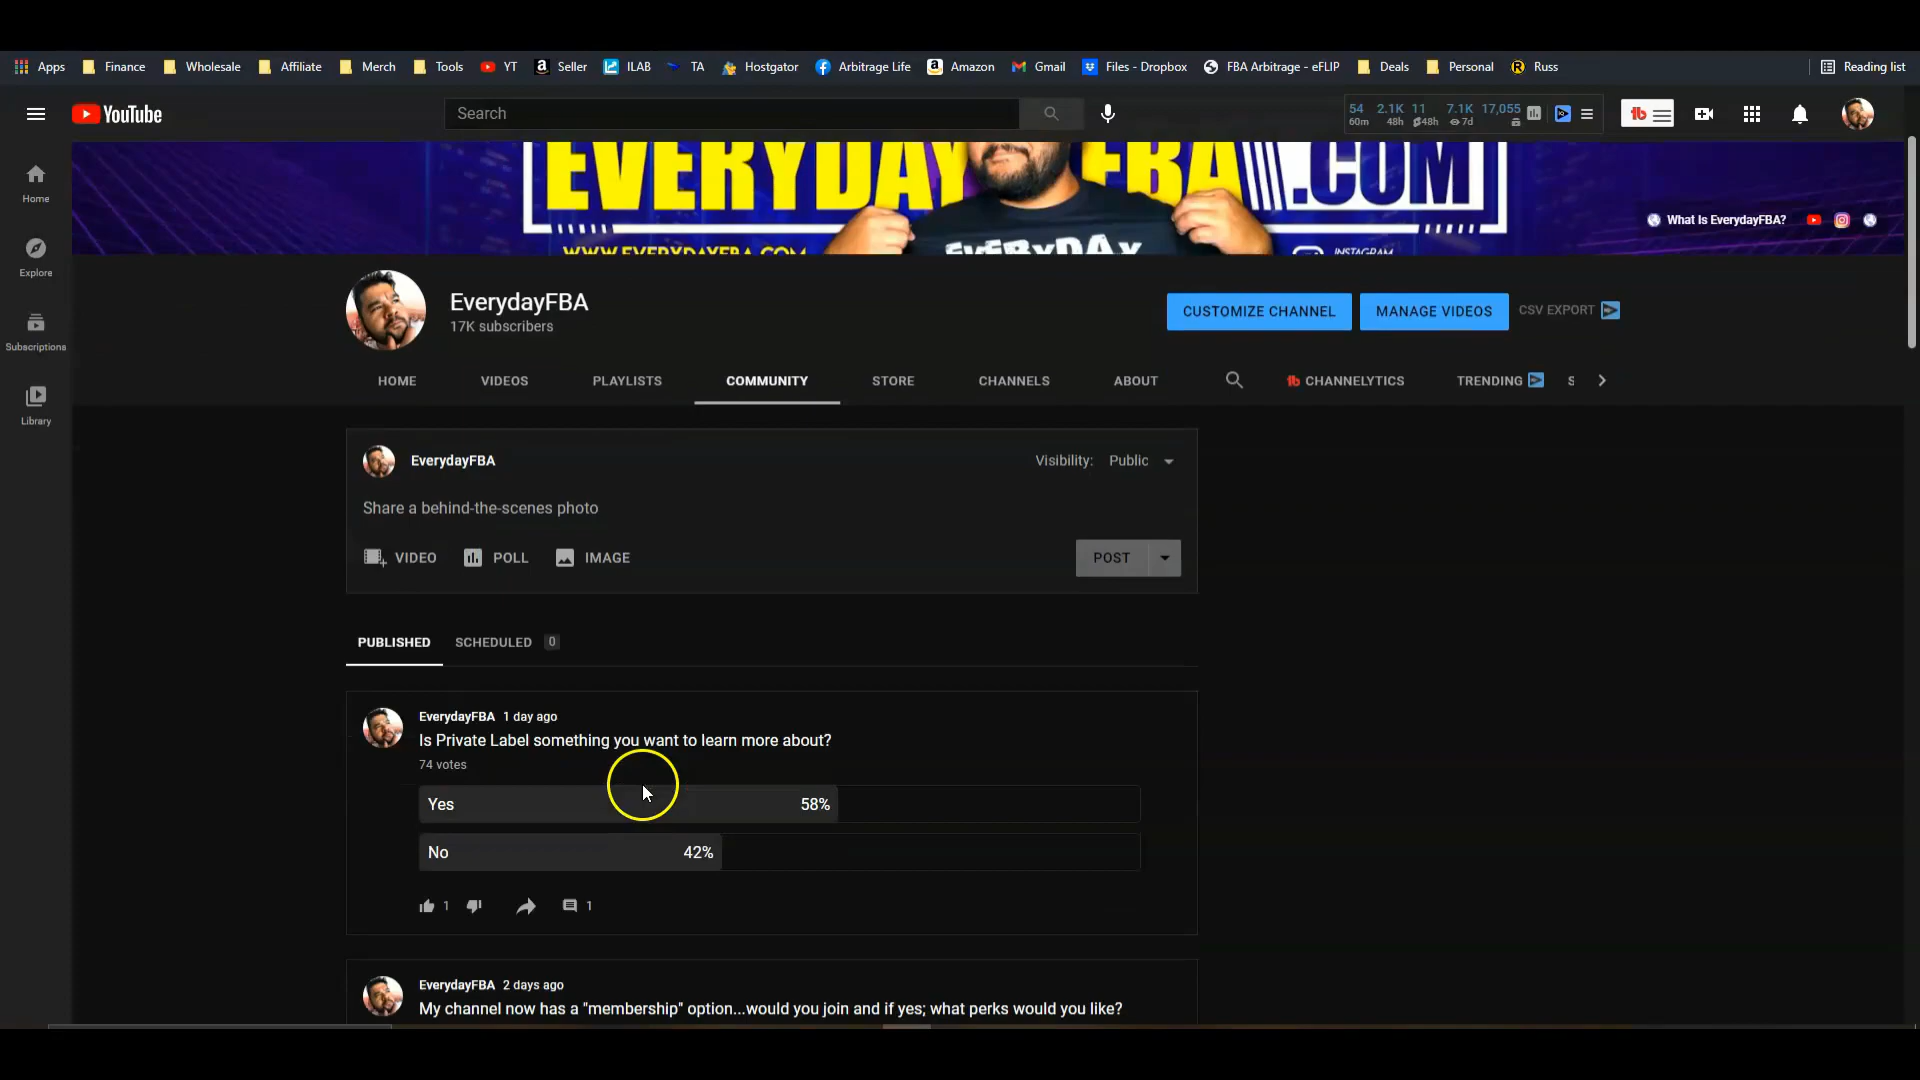 Apps Finance Wholesale Affiliate Merch Tools YT Seller ILAB TA Hostgator Arbitrage Life Amazon Gmail Files - Dropbox FBA Arbitrage - eFLIP Deals Personal Russ Reading list
YouTube
Search
54 2.1K 11 7.1K 17,055
60m 48h 48h 7d
Home
Explore
Subscriptions
Library
EVERYDAY FBA .COM
WWW.EVERYDAYFBA.COM
EVERYDAY
INSTAGRAM
What Is EverydayFBA?
EverydayFBA
17K subscribers
CUSTOMIZE CHANNEL
MANAGE VIDEOS
CSV EXPORT
HOME VIDEOS PLAYLISTS COMMUNITY STORE CHANNELS ABOUT CHANNELYTICS TRENDING S
EverydayFBA
Visibility: Public
Share a behind-the-scenes photo
VIDEO POLL IMAGE
POST
PUBLISHED SCHEDULED 0
EverydayFBA 1 day ago
Is Private Label something you want to learn more about?
74 votes
Yes 58%
No 42%
1 1
EverydayFBA 2 days ago
My channel now has a "membership" option...would you join and if yes; what perks would you like?